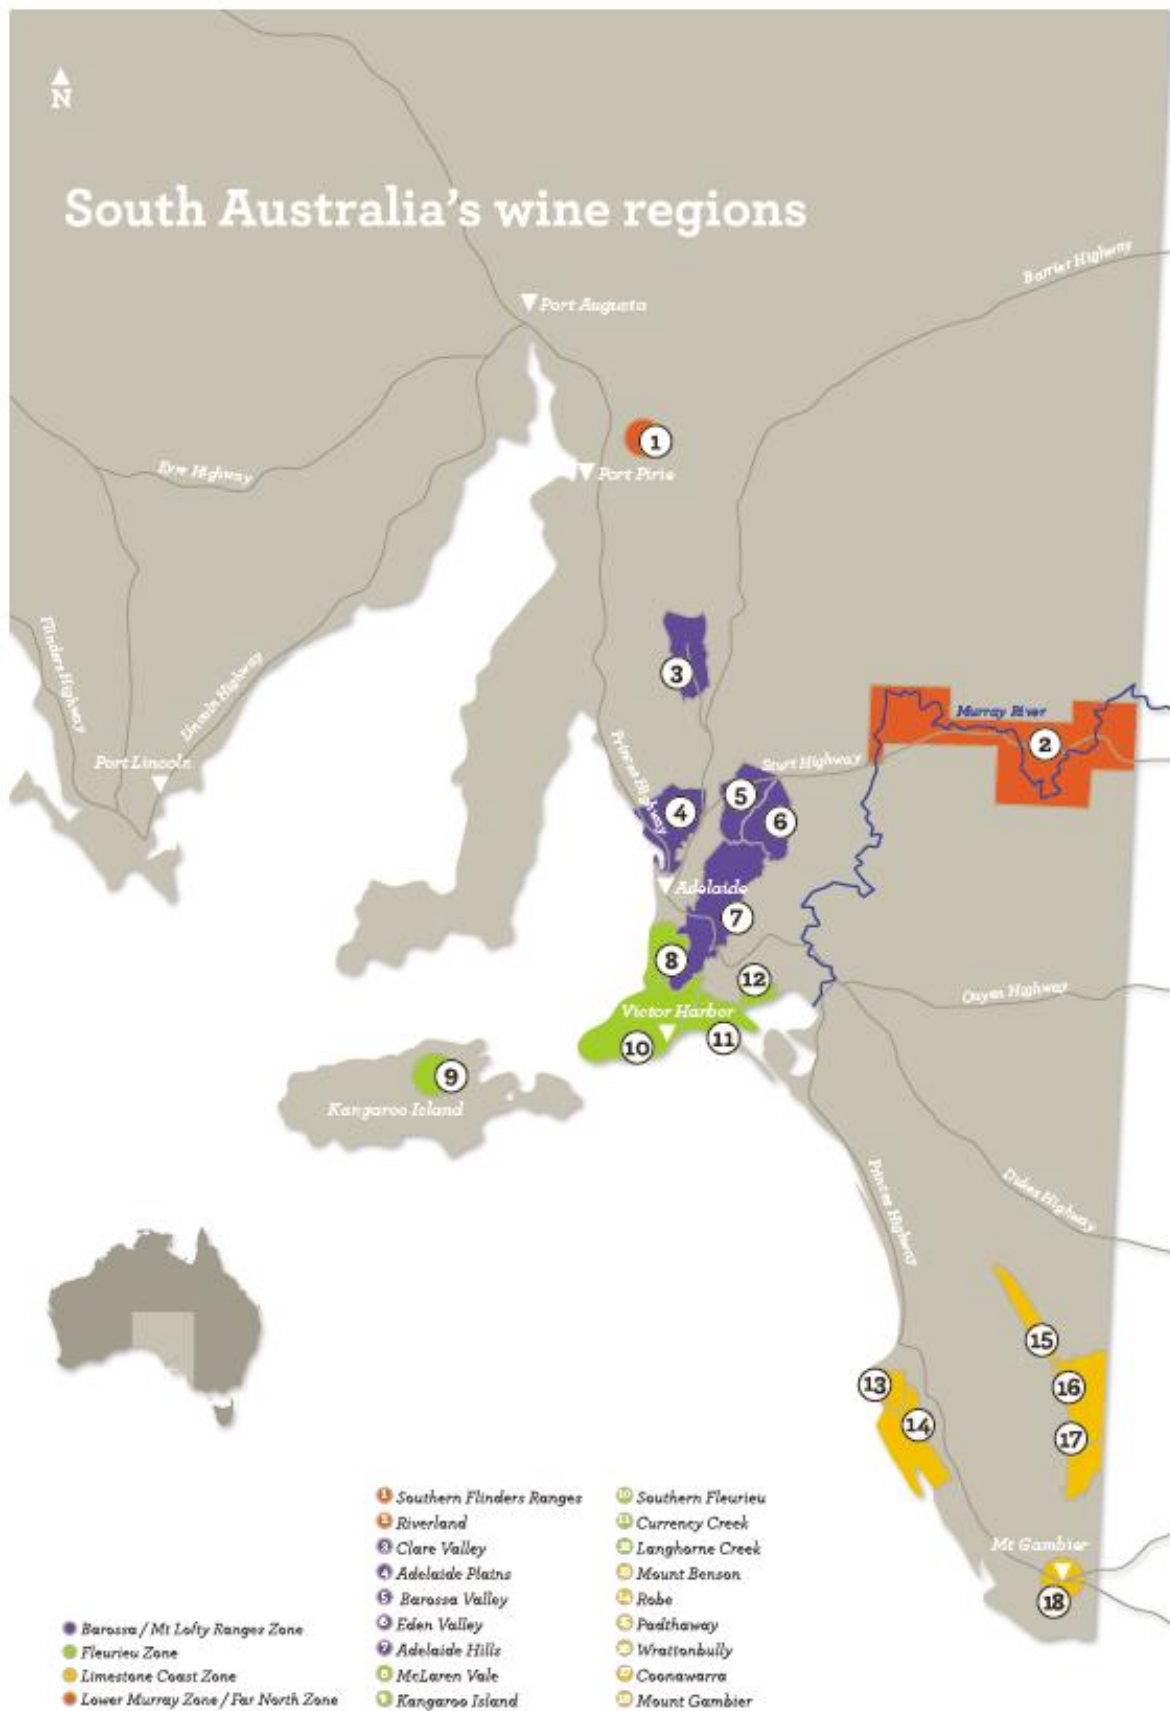 N
South Australia's wine regions
Barrier Highway
Port Augusta
1
Port Pirie
Eyre Highway
Flinders Highway
Lincoln Highway
3
Murray River
2
Port Lincoln
Princes Highway
Sturt Highway
5
4
6
Adelaide
7
8
12
Ouyen Highway
Victor Harbor
11
10
9
Kangaroo Island
Princes Highway
Dukes Highway
15
13
16
14
17
Mt Gambier
18
1 Southern Flinders Ranges
2 Riverland
3 Clare Valley
4 Adelaide Plains
5 Barossa Valley
6 Eden Valley
7 Adelaide Hills
8 McLaren Vale
9 Kangaroo Island
10 Southern Fleurieu
11 Currency Creek
12 Langhorne Creek
13 Mount Benson
14 Robe
15 Padthaway
16 Wrattonbully
17 Coonawarra
18 Mount Gambier
Barossa / Mt Lofty Ranges Zone
Fleurieu Zone
Limestone Coast Zone
Lower Murray Zone / Far North Zone